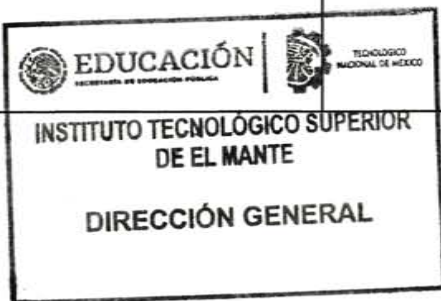 EDUCACIÓN
SECRETARÍA DE EDUCACIÓN PÚBLICA
TECNOLÓGICO
NACIONAL DE MÉXICO
INSTITUTO TECNOLÓGICO SUPERIOR
DE EL MANTE
DIRECCIÓN GENERAL